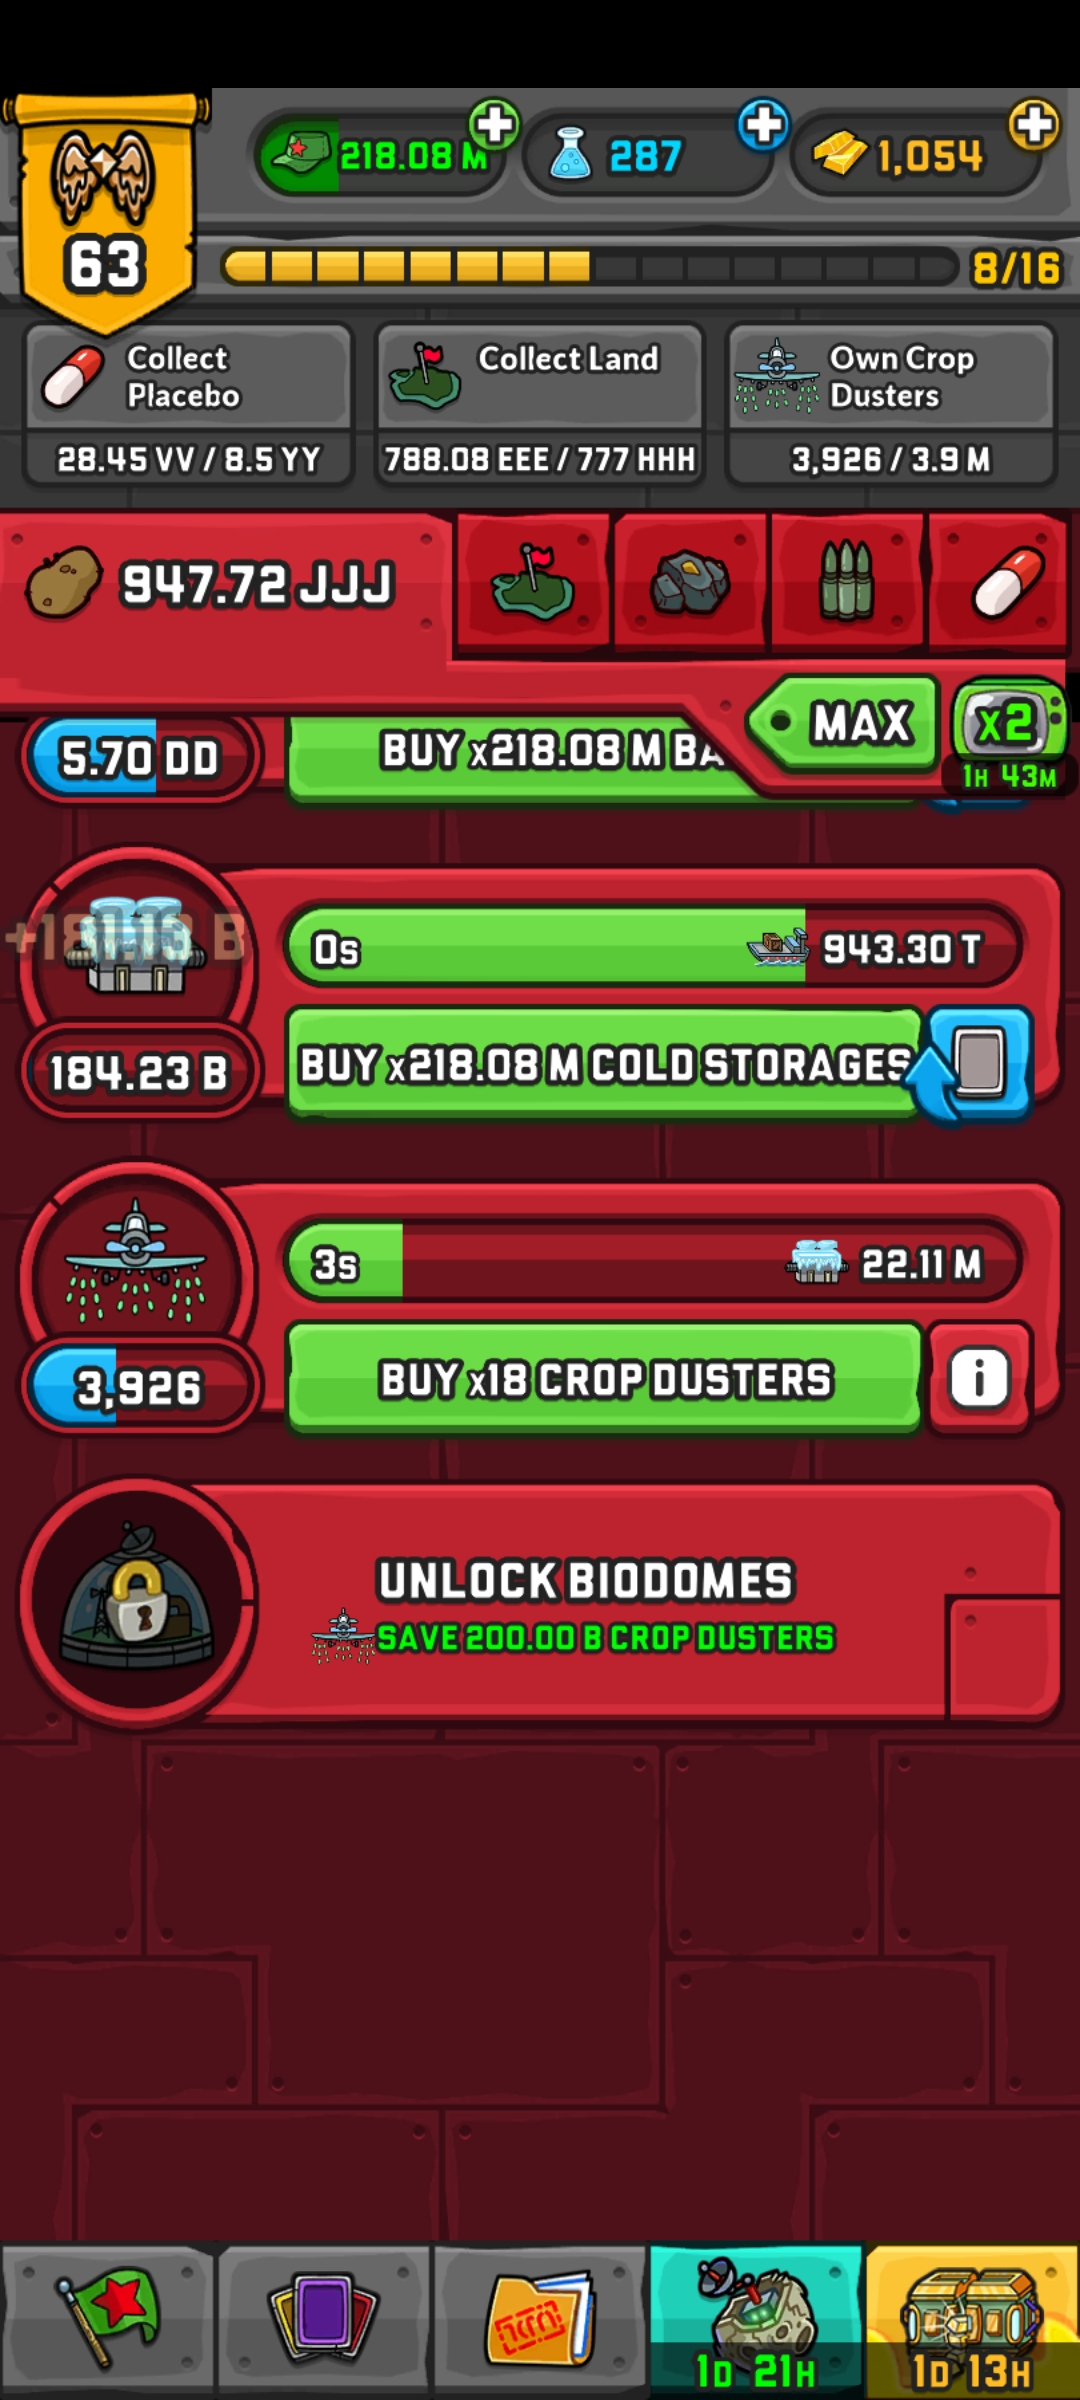 218.08 M
287
1,054
63
8/16
Collect
Placebo
28.45 VV / 8.5 YY
Collect Land
788.08 EEE / 777 HHH
Own Crop
Dusters
3,926 / 3.9 M
947.72 JJJ
MAX
x2
1H 43M
5.70 DD
BUY x218.08 M BA
0s
943.30 T
184.23 B
BUY x218.08 M COLD STORAGES
3s
22.11 M
3,926
BUY x18 CROP DUSTERS
i
UNLOCK BIODOMES
SAVE 200.00 B CROP DUSTERS
1D 21H
1D 13H